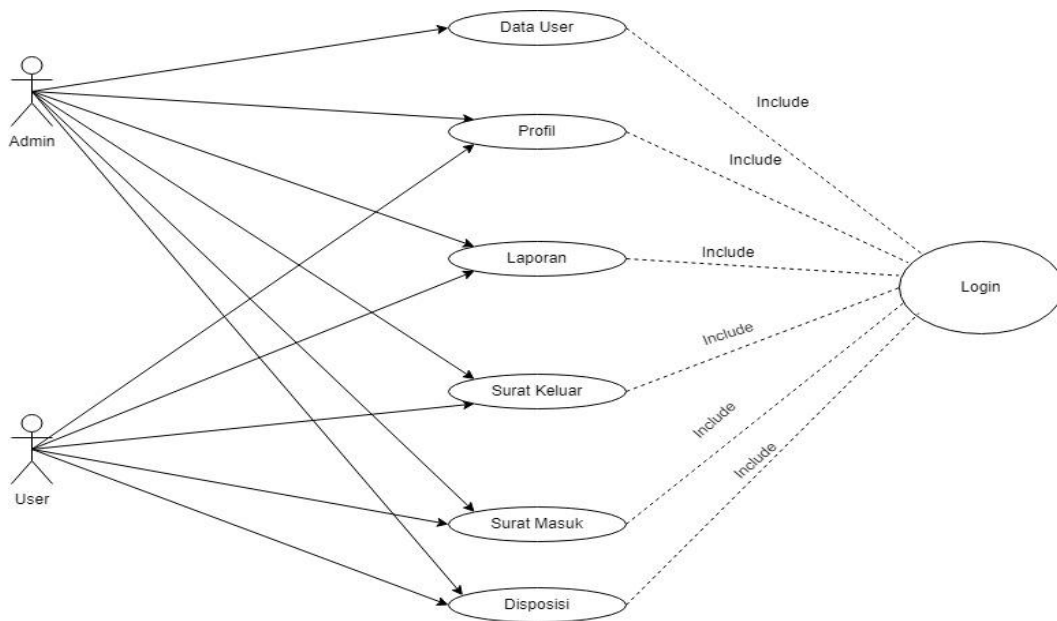 Data User
Include
Admin
Profil
Include
Laporan
Include
Login
Include
Surat Keluar
Include
Include
User
Surat Masuk
Disposisi